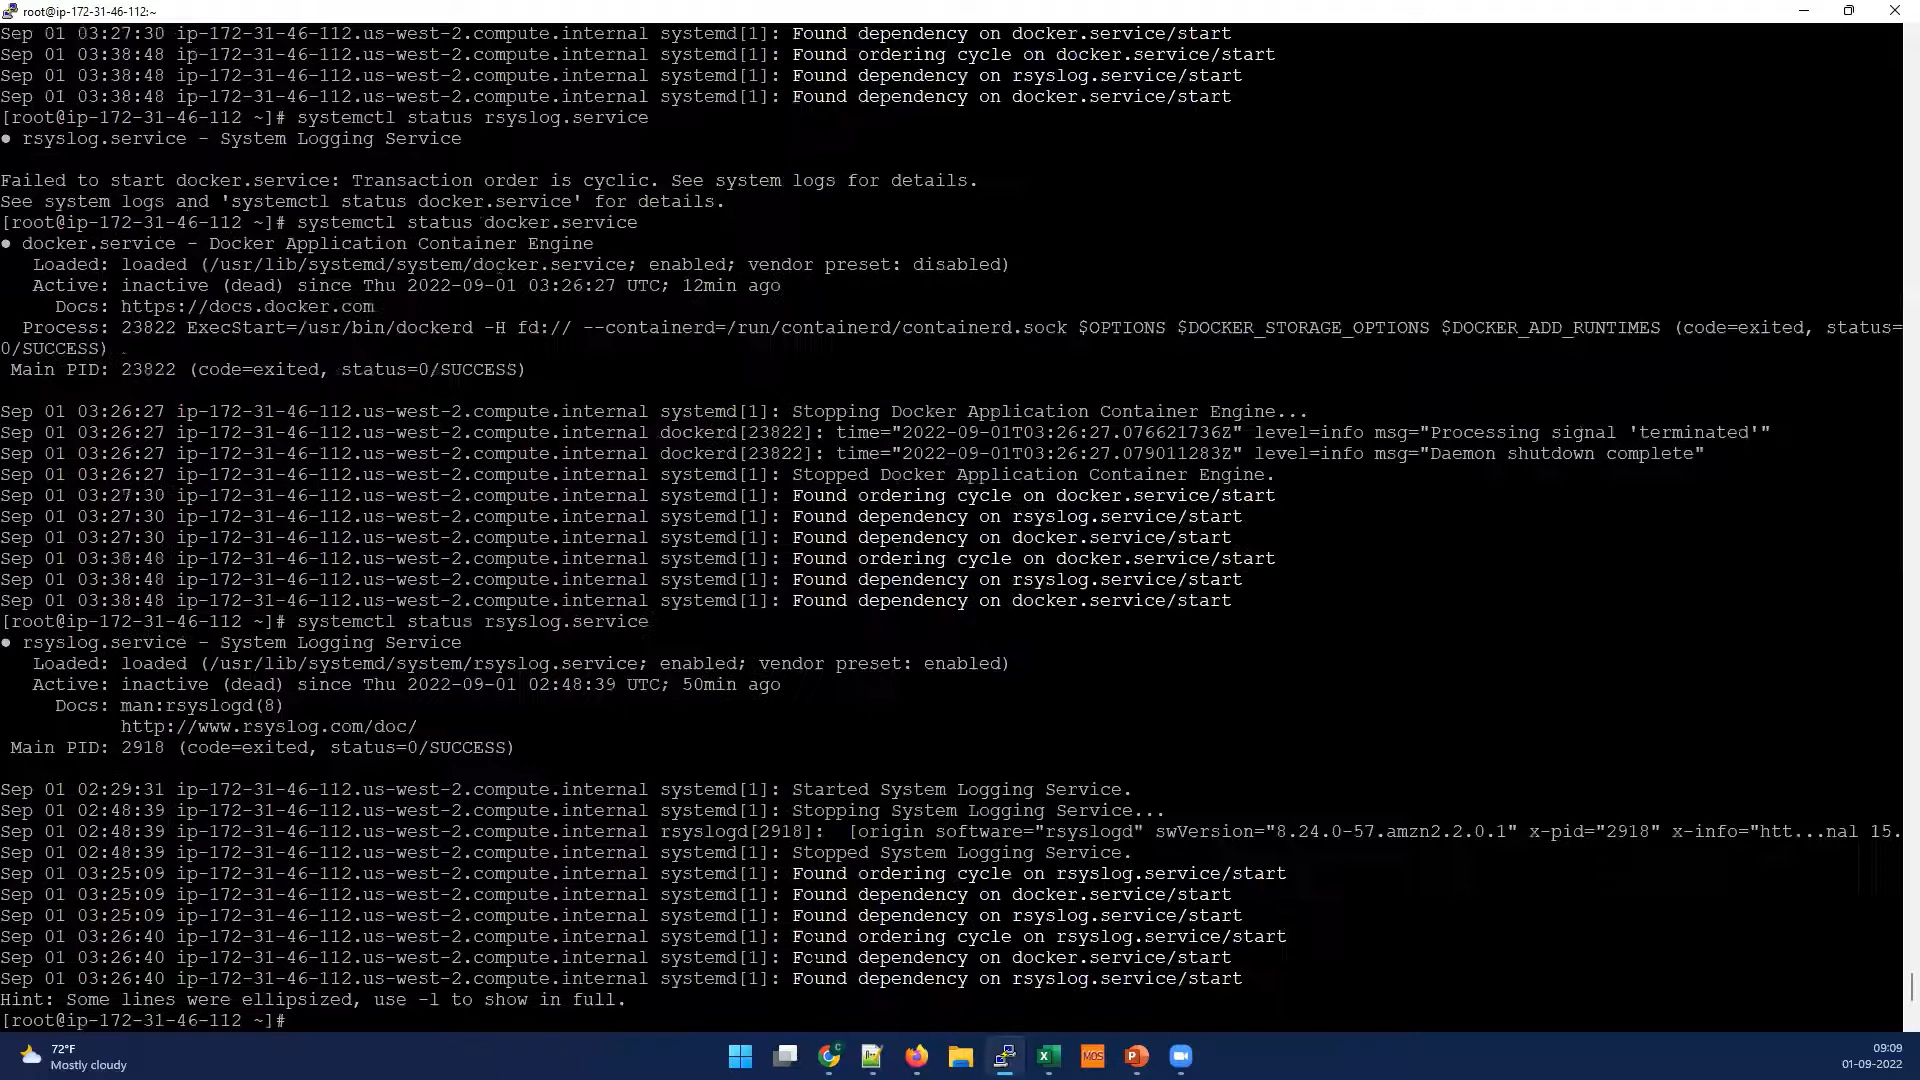 root@ip-172-31-46-112:~
Sep 01 03:27:30 ip-172-31-46-112.us-west-2.compute.internal systemd[1]: Found dependency on docker.service/start
Sep 01 03:38:48 ip-172-31-46-112.us-west-2.compute.internal systemd[1]: Found ordering cycle on docker.service/start
Sep 01 03:38:48 ip-172-31-46-112.us-west-2.compute.internal systemd[1]: Found dependency on rsyslog.service/start
Sep 01 03:38:48 ip-172-31-46-112.us-west-2.compute.internal systemd[1]: Found dependency on docker.service/start
[root@ip-172-31-46-112 ~]# systemctl status rsyslog.service
● rsyslog.service - System Logging Service
Failed to start docker.service: Transaction order is cyclic. See system logs for details.
See system logs and 'systemctl status docker.service' for details.
[root@ip-172-31-46-112 ~]# systemctl status docker.service
● docker.service - Docker Application Container Engine
Loaded: loaded (/usr/lib/systemd/system/docker.service; enabled; vendor preset: disabled)
Active: inactive (dead) since Thu 2022-09-01 03:26:27 UTC; 12min ago
Docs: https://docs.docker.com
Process: 23822 ExecStart=/usr/bin/dockerd -H fd:// --containerd=/run/containerd/containerd.sock $OPTIONS $DOCKER_STORAGE_OPTIONS $DOCKER_ADD_RUNTIMES (code=exited, status=
0/SUCCESS)
Main PID: 23822 (code=exited, status=0/SUCCESS)
Sep 01 03:26:27 ip-172-31-46-112.us-west-2.compute.internal systemd[1]: Stopping Docker Application Container Engine...
Sep 01 03:26:27 ip-172-31-46-112.us-west-2.compute.internal dockerd[23822]: time="2022-09-01T03:26:27.076621736Z" level=info msg="Processing signal 'terminated'"
Sep 01 03:26:27 ip-172-31-46-112.us-west-2.compute.internal dockerd[23822]: time="2022-09-01T03:26:27.079011283Z" level=info msg="Daemon shutdown complete"
Sep 01 03:26:27 ip-172-31-46-112.us-west-2.compute.internal systemd[1]: Stopped Docker Application Container Engine.
Sep 01 03:27:30 ip-172-31-46-112.us-west-2.compute.internal systemd[1]: Found ordering cycle on docker.service/start
Sep 01 03:27:30 ip-172-31-46-112.us-west-2.compute.internal systemd[1]: Found dependency on rsyslog.service/start
Sep 01 03:27:30 ip-172-31-46-112.us-west-2.compute.internal systemd[1]: Found dependency on docker.service/start
Sep 01 03:38:48 ip-172-31-46-112.us-west-2.compute.internal systemd[1]: Found ordering cycle on docker.service/start
Sep 01 03:38:48 ip-172-31-46-112.us-west-2.compute.internal systemd[1]: Found dependency on rsyslog.service/start
Sep 01 03:38:48 ip-172-31-46-112.us-west-2.compute.internal systemd[1]: Found dependency on docker.service/start
[root@ip-172-31-46-112 ~]# systemctl status rsyslog.service
● rsyslog.service - System Logging Service
Loaded: loaded (/usr/lib/systemd/system/rsyslog.service; enabled; vendor preset: enabled)
Active: inactive (dead) since Thu 2022-09-01 02:48:39 UTC; 50min ago
Docs: man:rsyslogd(8)
http://www.rsyslog.com/doc/
Main PID: 2918 (code=exited, status=0/SUCCESS)
Sep 01 02:29:31 ip-172-31-46-112.us-west-2.compute.internal systemd[1]: Started System Logging Service.
Sep 01 02:48:39 ip-172-31-46-112.us-west-2.compute.internal systemd[1]: Stopping System Logging Service...
Sep 01 02:48:39 ip-172-31-46-112.us-west-2.compute.internal rsyslogd[2918]:  [origin software="rsyslogd" swVersion="8.24.0-57.amzn2.2.0.1" x-pid="2918" x-info="htt...nal 15.
Sep 01 02:48:39 ip-172-31-46-112.us-west-2.compute.internal systemd[1]: Stopped System Logging Service.
Sep 01 03:25:09 ip-172-31-46-112.us-west-2.compute.internal systemd[1]: Found ordering cycle on rsyslog.service/start
Sep 01 03:25:09 ip-172-31-46-112.us-west-2.compute.internal systemd[1]: Found dependency on docker.service/start
Sep 01 03:25:09 ip-172-31-46-112.us-west-2.compute.internal systemd[1]: Found dependency on rsyslog.service/start
Sep 01 03:26:40 ip-172-31-46-112.us-west-2.compute.internal systemd[1]: Found ordering cycle on rsyslog.service/start
Sep 01 03:26:40 ip-172-31-46-112.us-west-2.compute.internal systemd[1]: Found dependency on docker.service/start
Sep 01 03:26:40 ip-172-31-46-112.us-west-2.compute.internal systemd[1]: Found dependency on rsyslog.service/start
Hint: Some lines were ellipsized, use -l to show in full.
[root@ip-172-31-46-112 ~]#
72°F
Mostly cloudy
MOS
09:09
01-09-2022